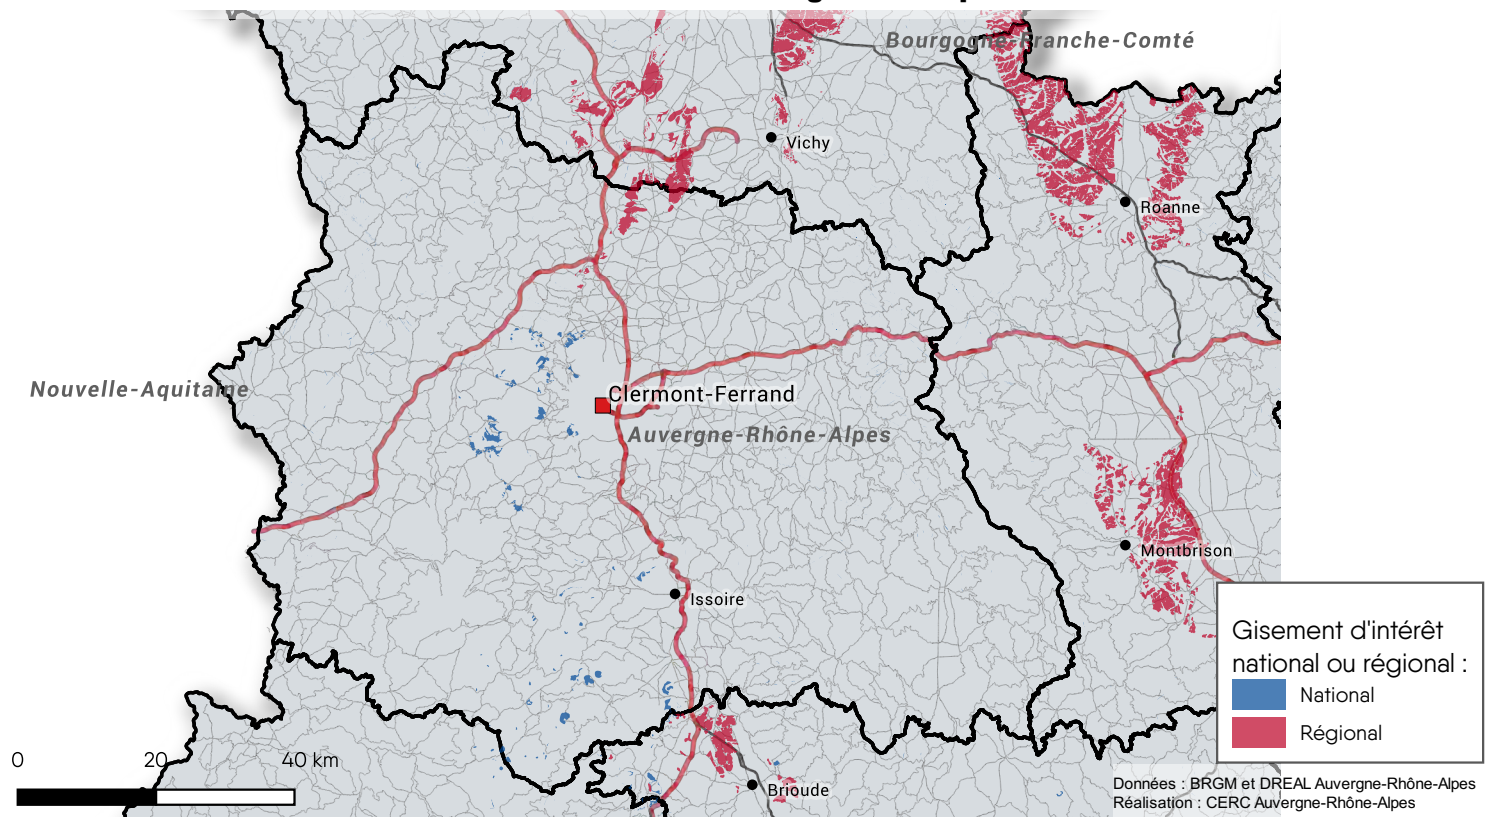 Bourgogne-Franche-Comté
Vichy
Roanne
Nouvelle-Aquitaine
Clermont-Ferrand
Auvergne-Rhône-Alpes
Montbrison
Issoire
Gisement d'intérêt
national ou régional :
National
Régional
0 20 40 km
Brioude
Données : BRGM et DREAL Auvergne-Rhône-Alpes
Réalisation : CERC Auvergne-Rhône-Alpes